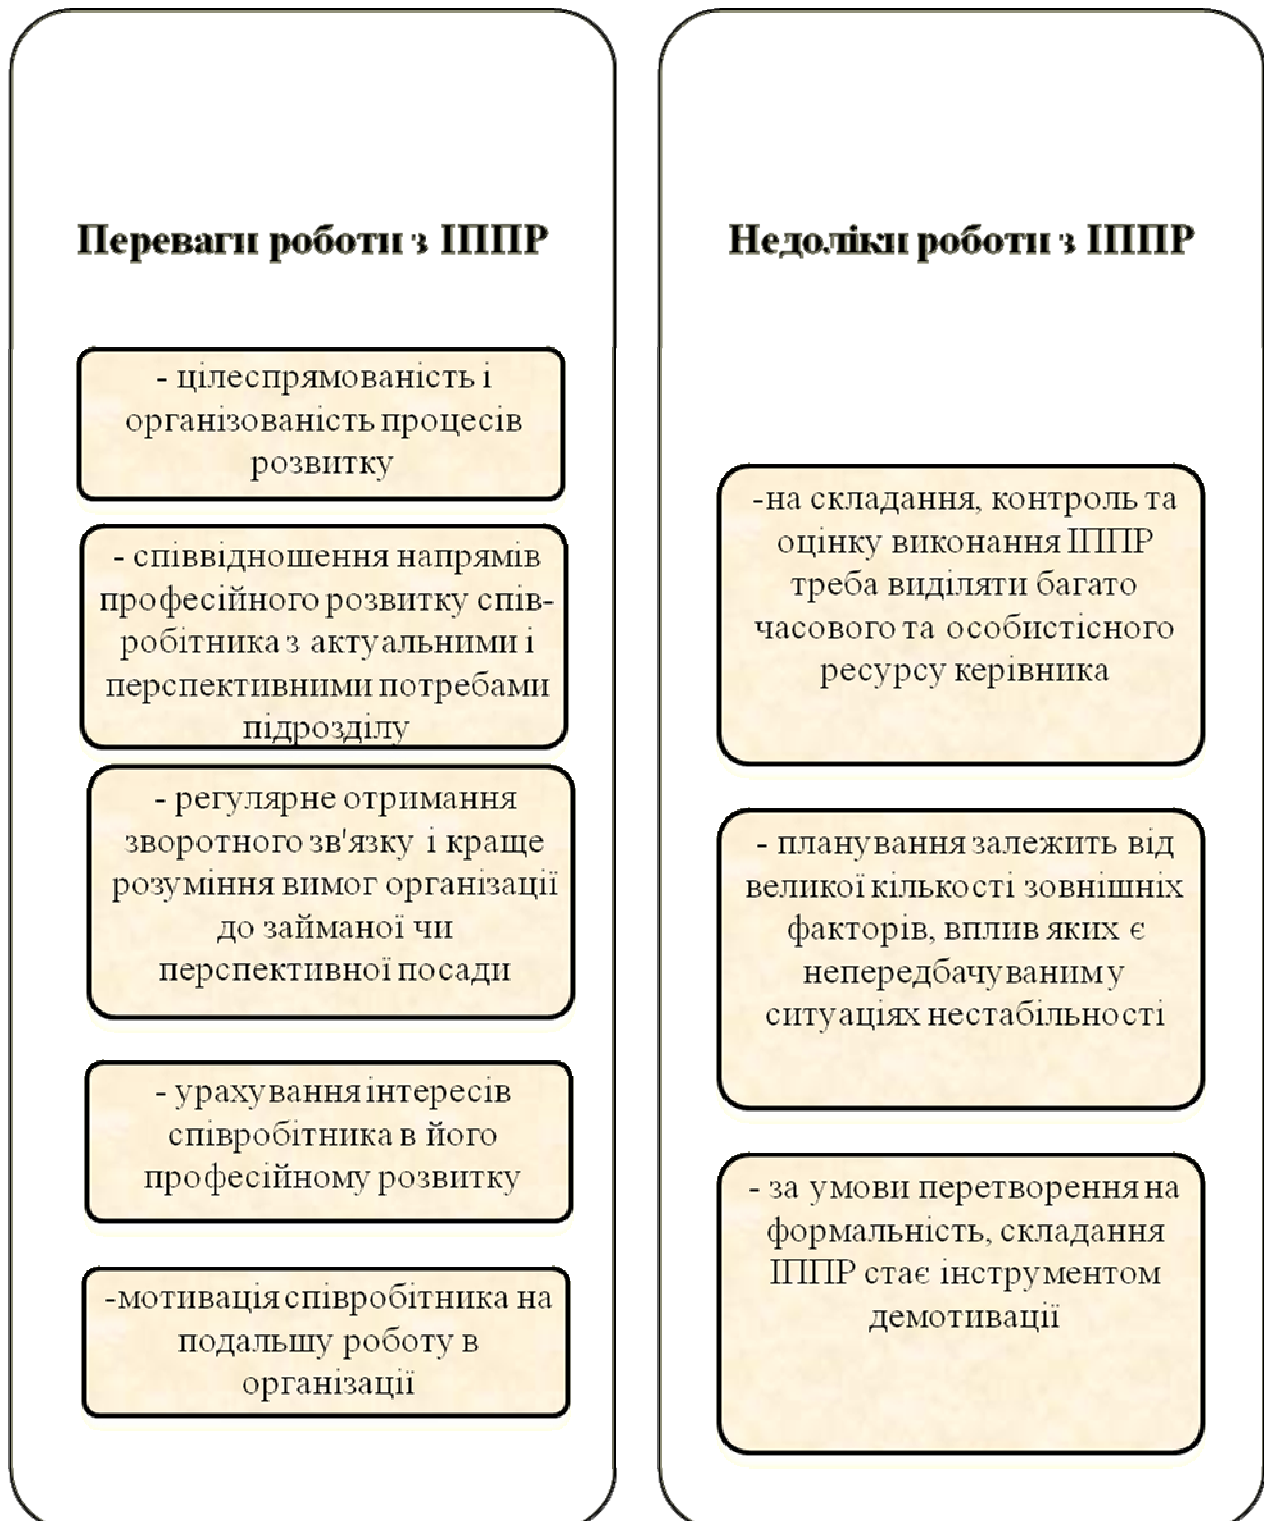 Переваги роботи з ІППР
- цілеспрямованість і
організованість процесів
розвитку
- співвідношення напрямів
професійного розвитку спів-
робітника з актуальними і
перспективними потребами
підрозділу
- регулярне отримання
зворотного зв'язку і краще
розуміння вимог організації
до займаної чи
перспективної посади
- урахування інтересів
співробітника в його
професійному розвитку
-мотивація співробітника на
подальшу роботу в
організації
Недоліки роботи з ІППР
-на складання, контроль та
оцінку виконання ІППР
треба виділяти багато
часового та особистісного
ресурсу керівника
- планування залежить від
великої кількості зовнішніх
факторів, вплив яких є
непередбачуваним у
ситуаціях нестабільності
- за умови перетворення на
формальність, складання
ІППР стає інструментом
демотивації